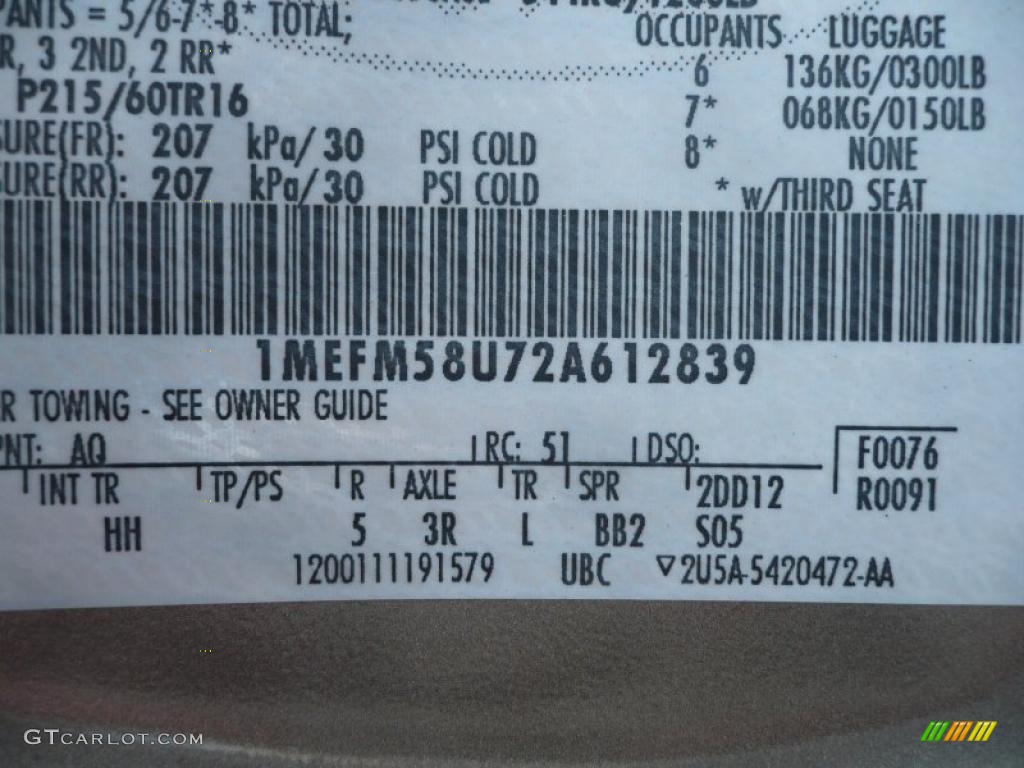 PANTS = 5/6-7*-8* TOTAL;
OCCUPANTS LUGGAGE
R, 3 2ND, 2 RR*
6 136KG/0300LB
P215/60TR16
7* 068KG/0150LB
SURE(FR): 207 kPa/ 30 PSI COLD
8* NONE
SURE(RR): 207 kPa/ 30 PSI COLD
* w/THIRD SEAT
1MEFM58U72A612839
R TOWING - SEE OWNER GUIDE
PNT: AQ RC: 51 DSO:
F0076
INT TR TP/PS R AXLE TR SPR 2DD12
R0091
HH 5 3R L BB2 S05
1200111191579 UBC ▽2U5A-5420472-AA
GTCARLOT.COM